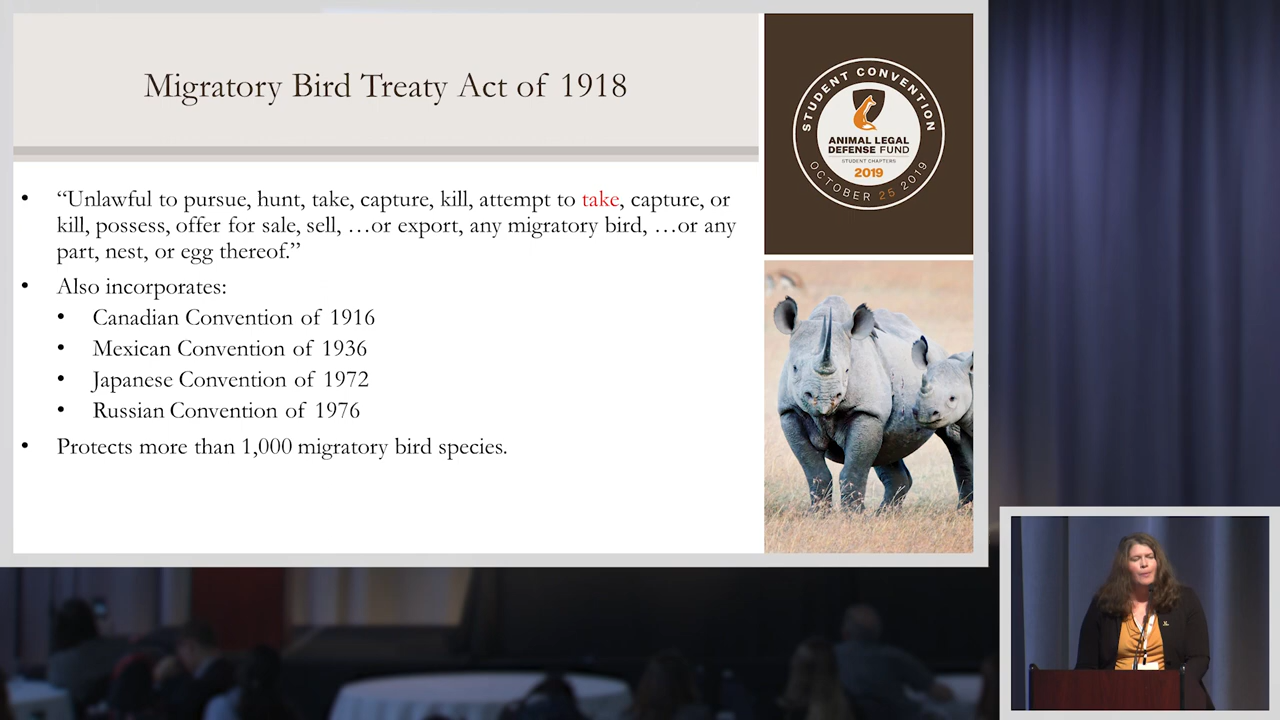 Migratory Bird Treaty Act of 1918
• “Unlawful to pursue, hunt, take, capture, kill, attempt to take, capture, or
kill, possess, offer for sale, sell, …or export, any migratory bird, …or any
part, nest, or egg thereof.”
• Also incorporates:
• Canadian Convention of 1916
• Mexican Convention of 1936
• Japanese Convention of 1972
• Russian Convention of 1976
• Protects more than 1,000 migratory bird species.
STUDENT CONVENTION
ANIMAL LEGAL
DEFENSE FUND
STUDENT CHAPTERS
2019
OCTOBER 25 2019